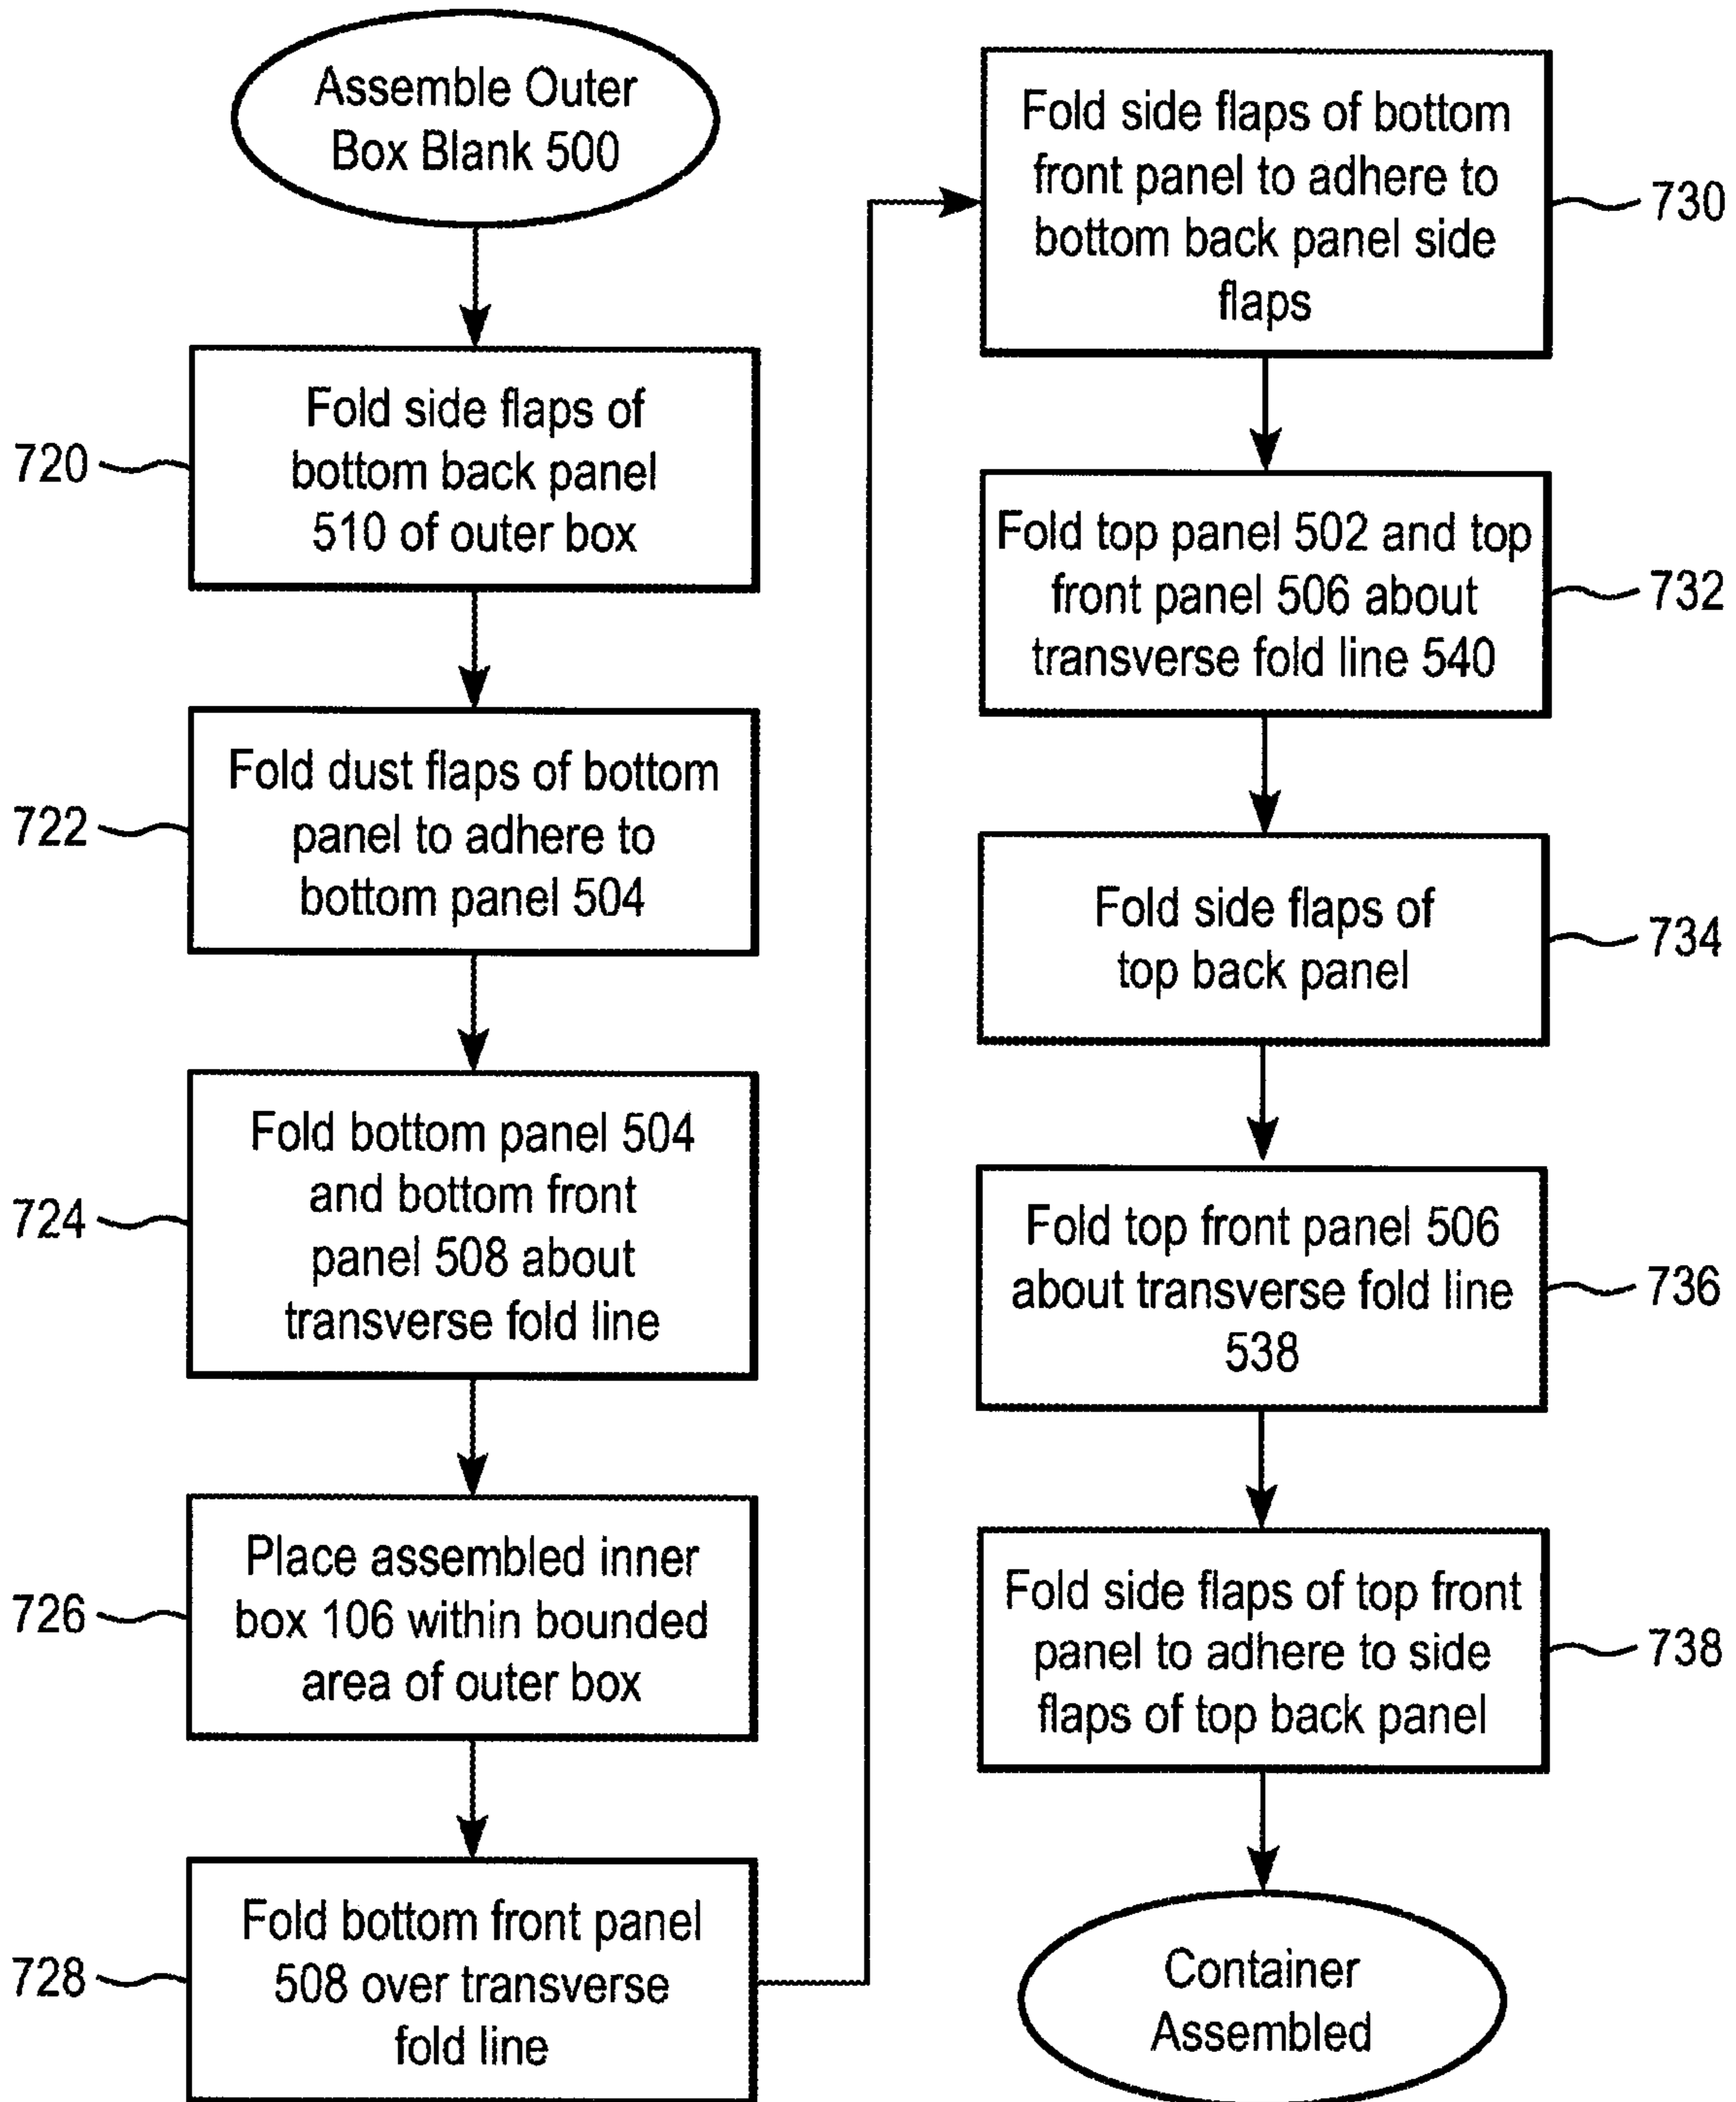 Assemble Outer
Box Blank 500
720
Fold side flaps of
bottom back panel
510 of outer box
722
Fold dust flaps of bottom
panel to adhere to
bottom panel 504
724
Fold bottom panel 504
and bottom front
panel 508 about
transverse fold line
726
Place assembled inner
box 106 within bounded
area of outer box
728
Fold bottom front panel
508 over transverse
fold line
Fold side flaps of bottom
front panel to adhere to
bottom back panel side
flaps
730
Fold top panel 502 and top
front panel 506 about
transverse fold line 540
732
Fold side flaps of
top back panel
734
Fold top front panel 506
about transverse fold line
538
736
Fold side flaps of top front
panel to adhere to side
flaps of top back panel
738
Container
Assembled